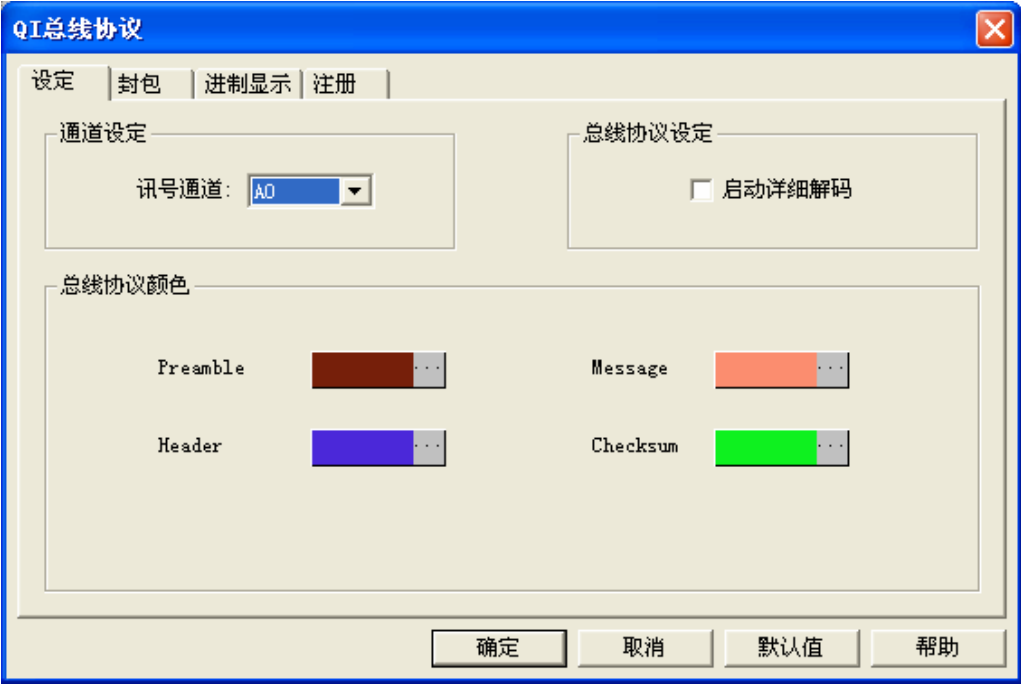 QI总线协议
设定 封包 进制显示 注册
通道设定 总线协议设定
讯号通道: A0 启动详细解码
总线协议颜色
Preamble ... Message ...
Header ... Checksum ...
确定 取消 默认值 帮助